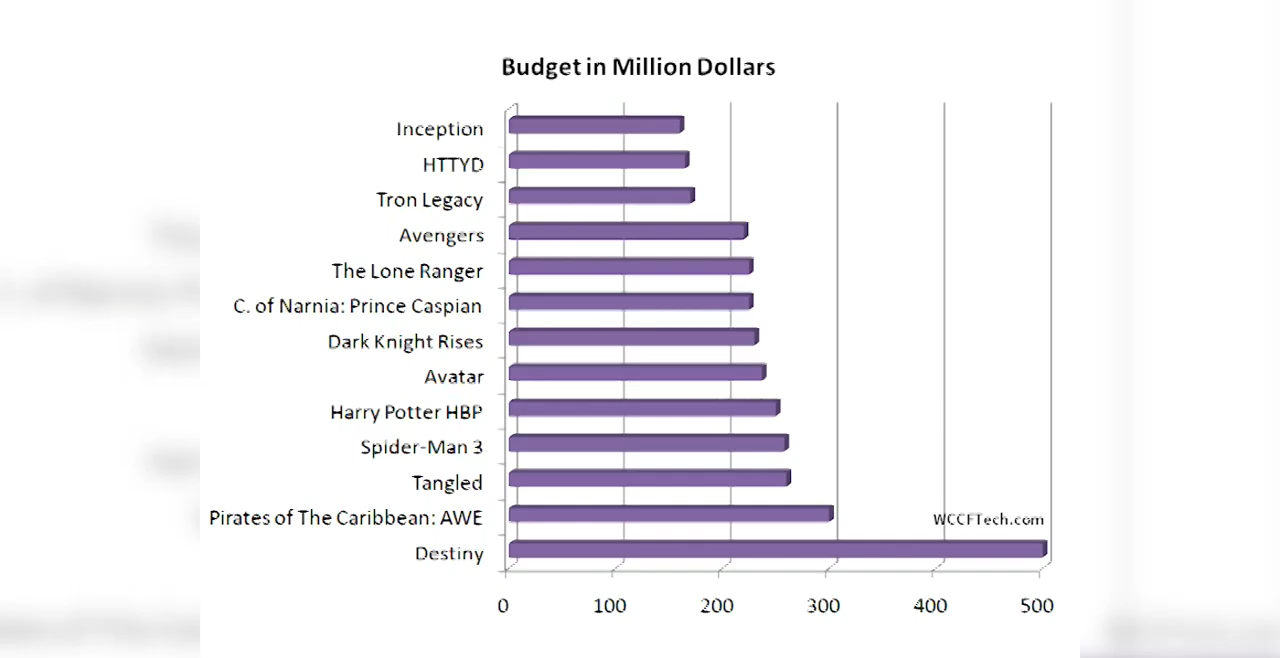 Budget in Million Dollars
Inception
HTTYD
Tron Legacy
Avengers
The Lone Ranger
C. of Narnia: Prince Caspian
Dark Knight Rises
Avatar
Harry Potter HBP
Spider-Man 3
Tangled
Pirates of The Caribbean: AWE
WCCFTech.com
Destiny
0 100 200 300 400 500